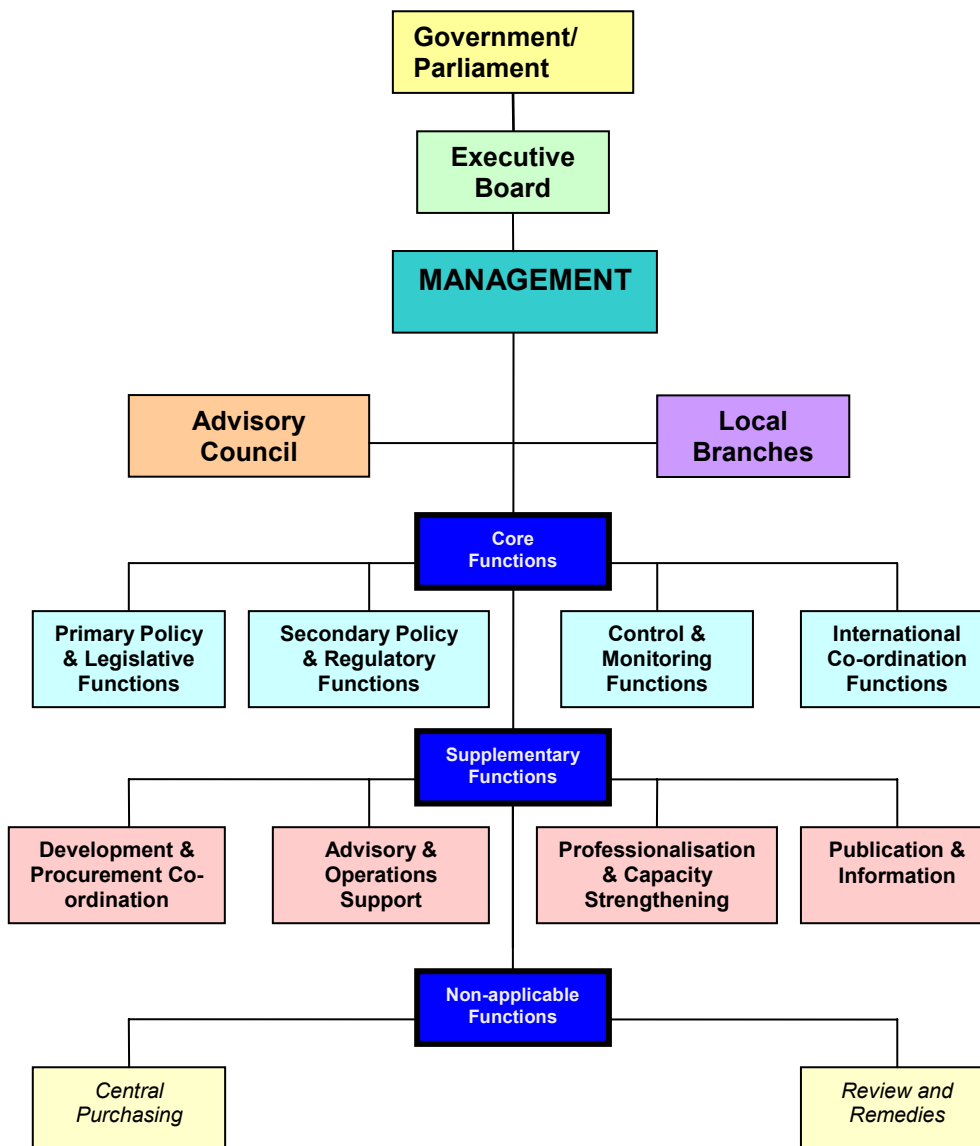 Government/
Parliament
Executive
Board
MANAGEMENT
Advisory
Council
Local
Branches
Core
Functions
Primary Policy
& Legislative
Functions
Secondary Policy
& Regulatory
Functions
Control &
Monitoring
Functions
International
Co-ordination
Functions
Supplementary
Functions
Development &
Procurement Co-
ordination
Advisory &
Operations
Support
Professionalisation
& Capacity
Strengthening
Publication &
Information
Non-applicable
Functions
Central
Purchasing
Review and
Remedies